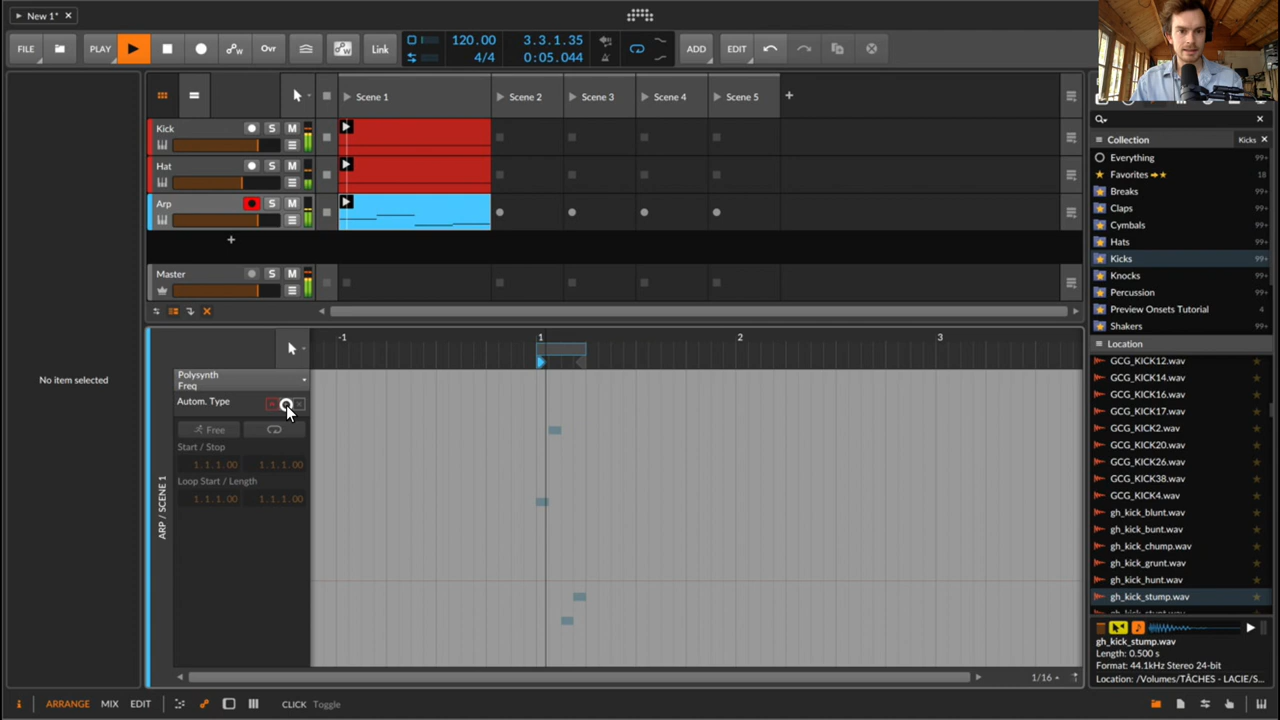 New 1*
FILE
PLAY
Ovr
Link
120.00
4/4
3.3.1.35
0:05.044
ADD
EDIT
Scene 1
Scene 2
Scene 3
Scene 4
Scene 5
Kick
S M
Hat
S M
Arp
S M
Master
S M
No item selected
-1
1
2
3
Polysynth
Freq
Autom. Type
Free
Start / Stop
1.1.1.00
1.1.1.00
Loop Start / Length
1.1.1.00
1.1.1.00
ARP / SCENE 1
1/16
Collection
Kicks
Everything
99+
Favorites
18
Breaks
99+
Claps
99+
Cymbals
99+
Hats
99+
Kicks
99+
Knocks
99+
Percussion
99+
Preview Onsets Tutorial
4
Shakers
99+
Location
GCG_KICK12.wav
GCG_KICK14.wav
GCG_KICK16.wav
GCG_KICK17.wav
GCG_KICK2.wav
GCG_KICK20.wav
GCG_KICK26.wav
GCG_KICK38.wav
GCG_KICK4.wav
gh_kick_blunt.wav
gh_kick_bunt.wav
gh_kick_chump.wav
gh_kick_grunt.wav
gh_kick_hunt.wav
gh_kick_stump.wav
gh_kick_stunt.wav
gh_kick_stump.wav
Length: 0.500 s
Format: 44.1kHz Stereo 24-bit
Location: /Volumes/TÂCHES - LACIE/S...
i
ARRANGE
MIX
EDIT
CLICK Toggle